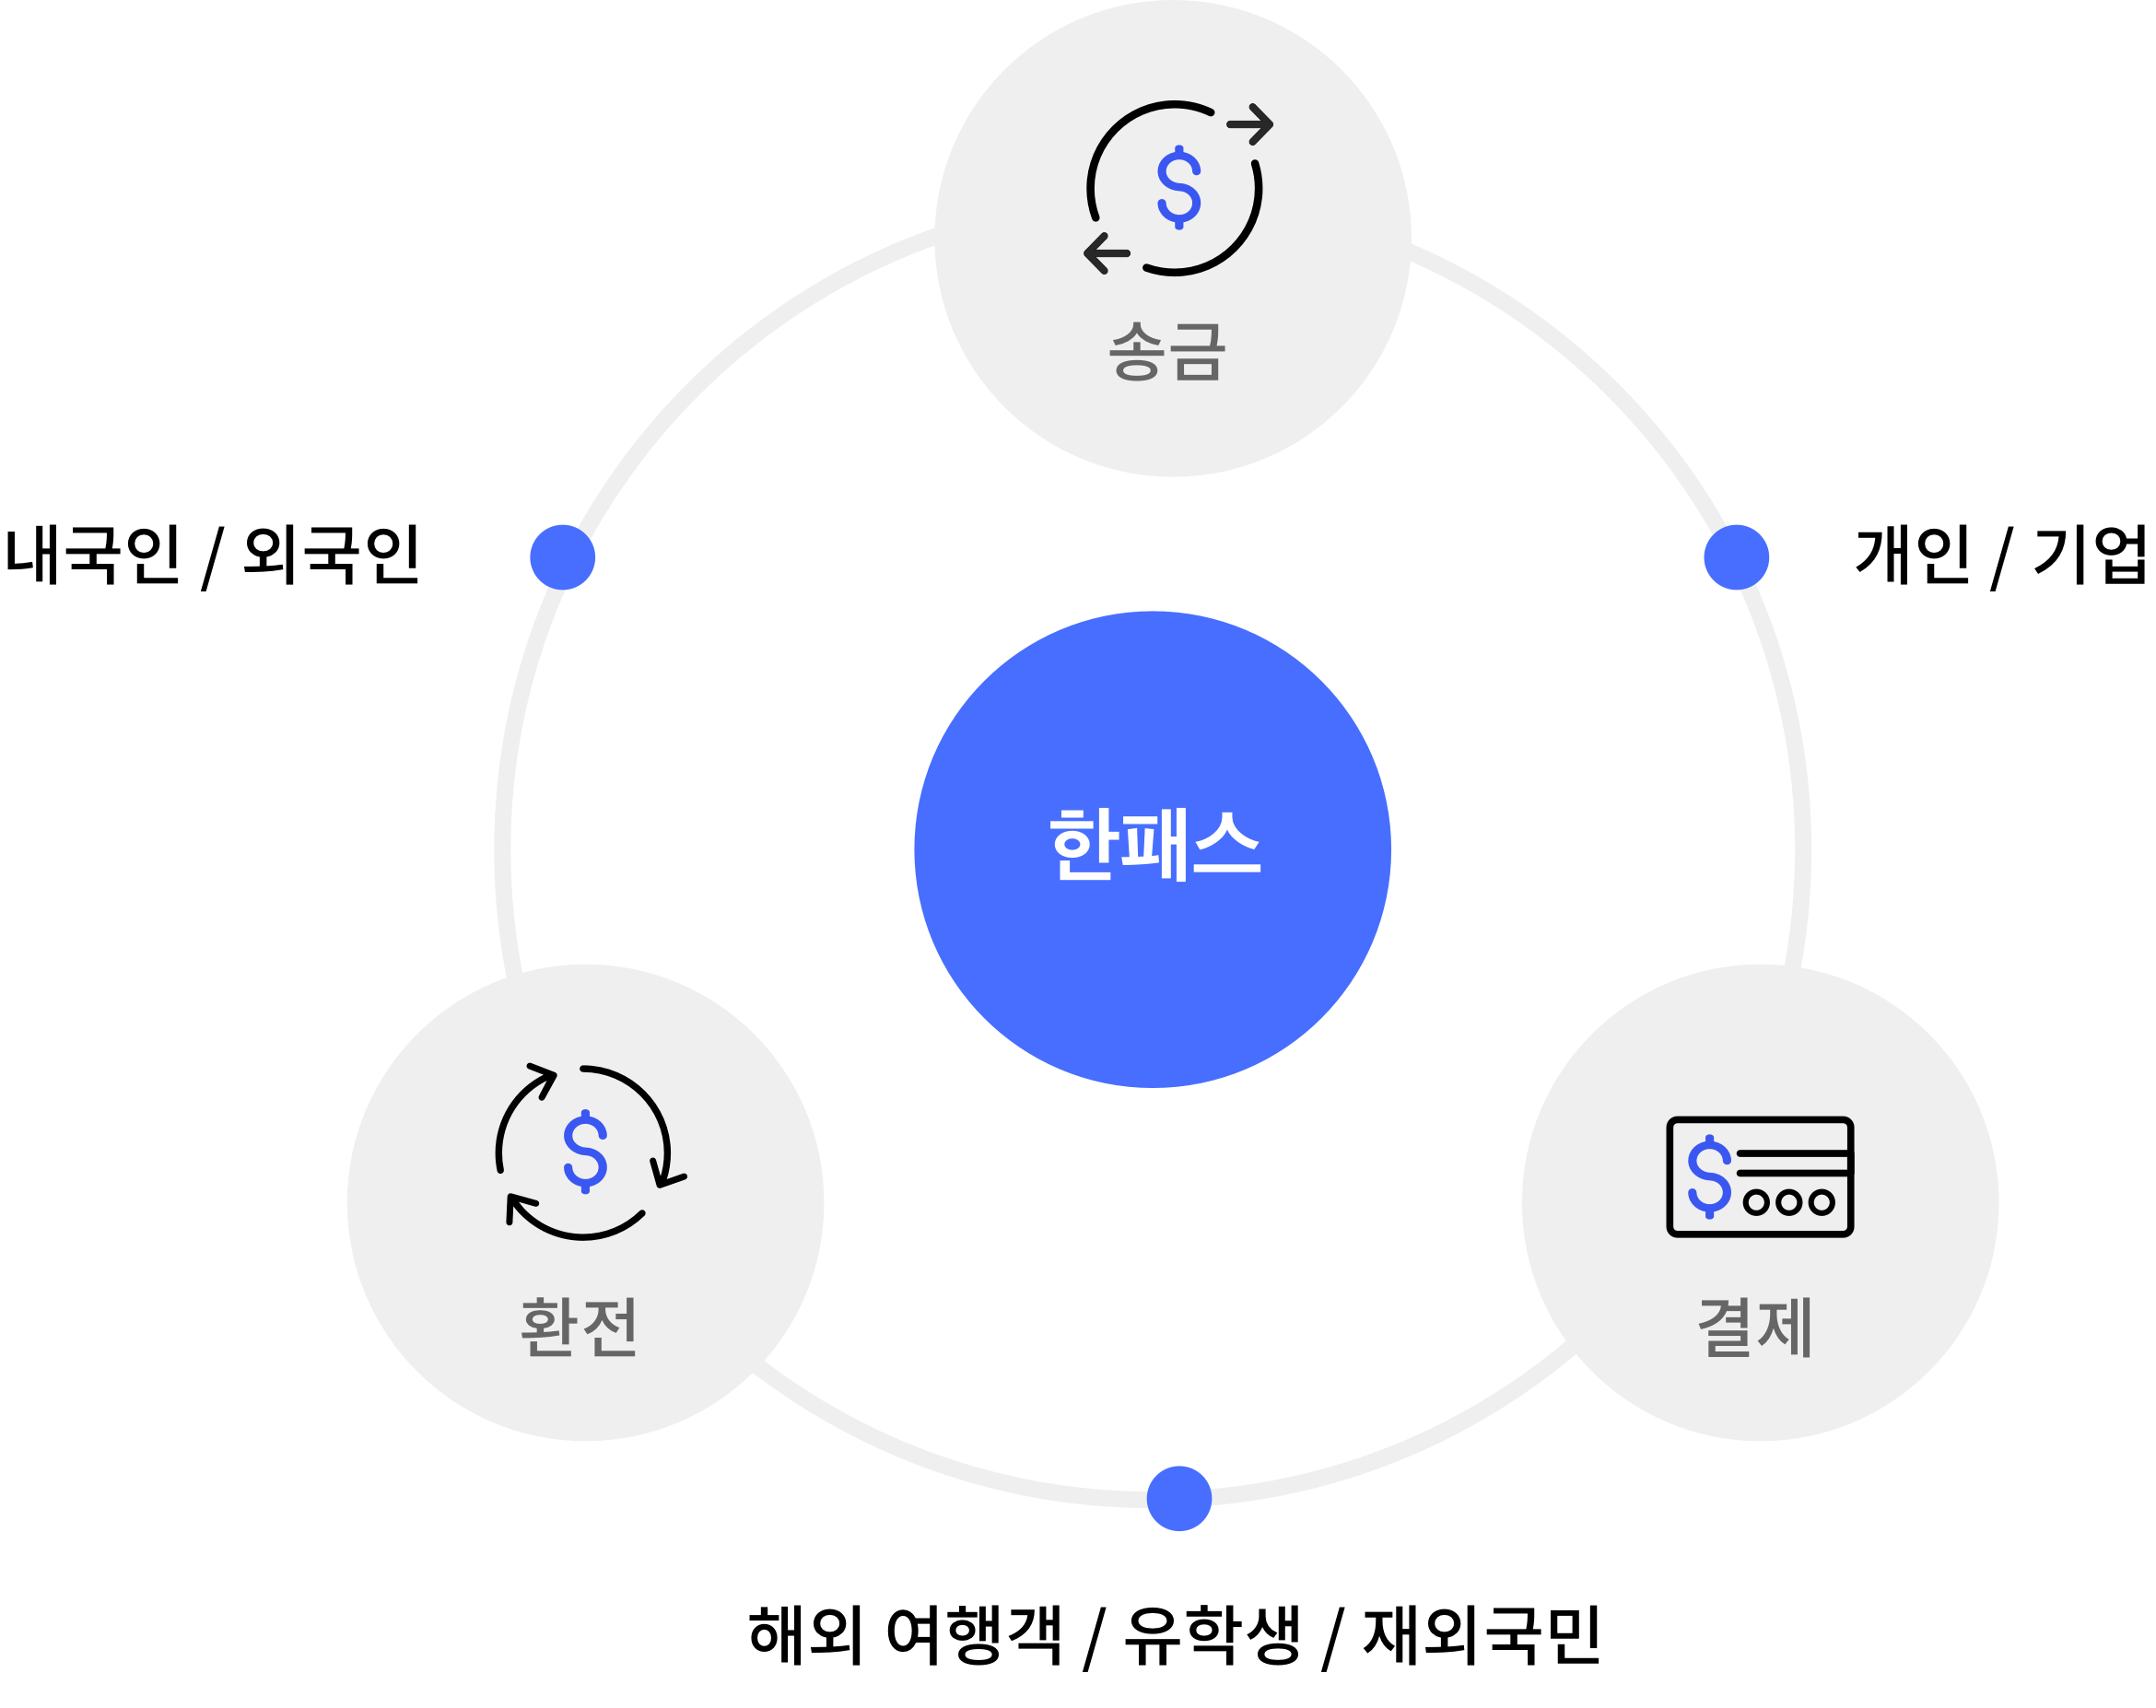 송금
내국인 / 외국인
개인 / 기업
한패스
환전
결제
해외 여행객 / 유학생 / 재외국민